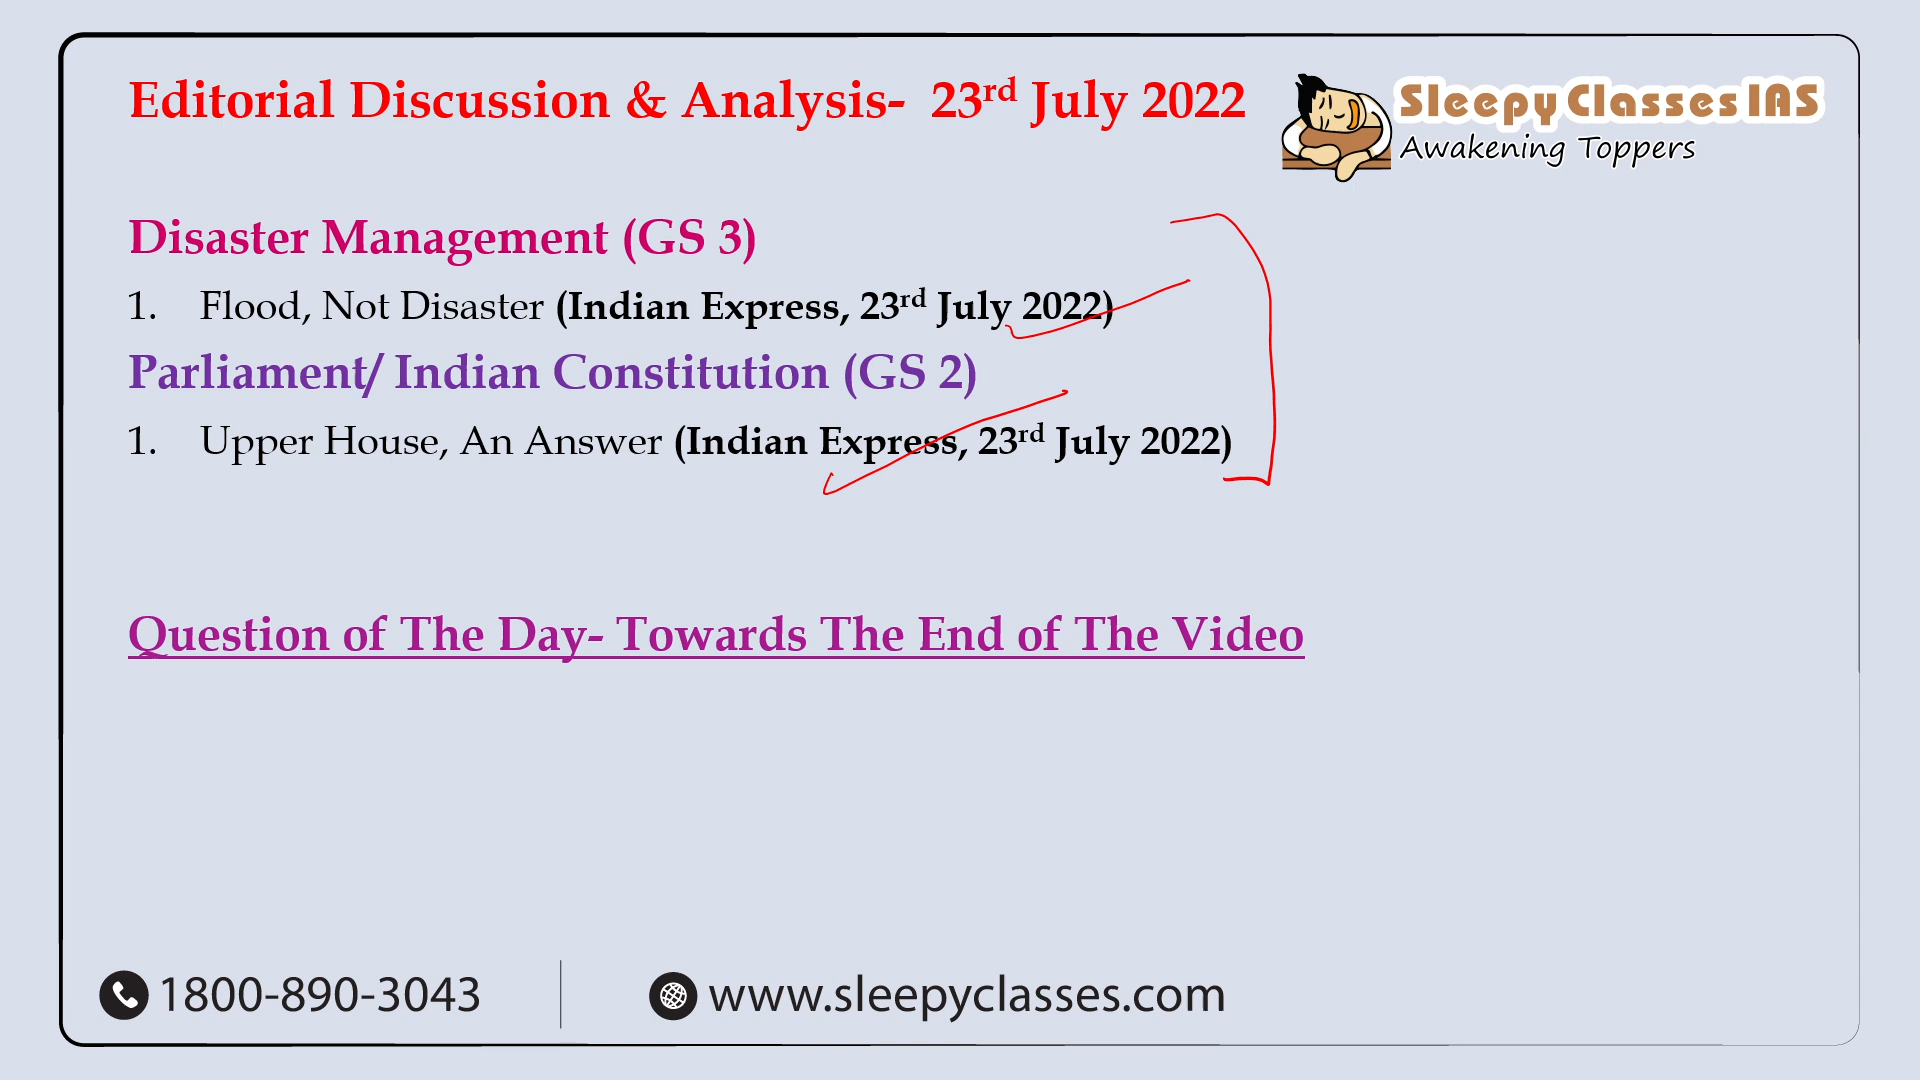 Editorial Discussion & Analysis- 23rd July 2022
Sleepy Classes IAS
Awakening Toppers
Disaster Management (GS 3)
1. Flood, Not Disaster (Indian Express, 23rd July 2022)
Parliament/ Indian Constitution (GS 2)
1. Upper House, An Answer (Indian Express, 23rd July 2022)
Question of The Day- Towards The End of The Video
1800-890-3043
www.sleepyclasses.com